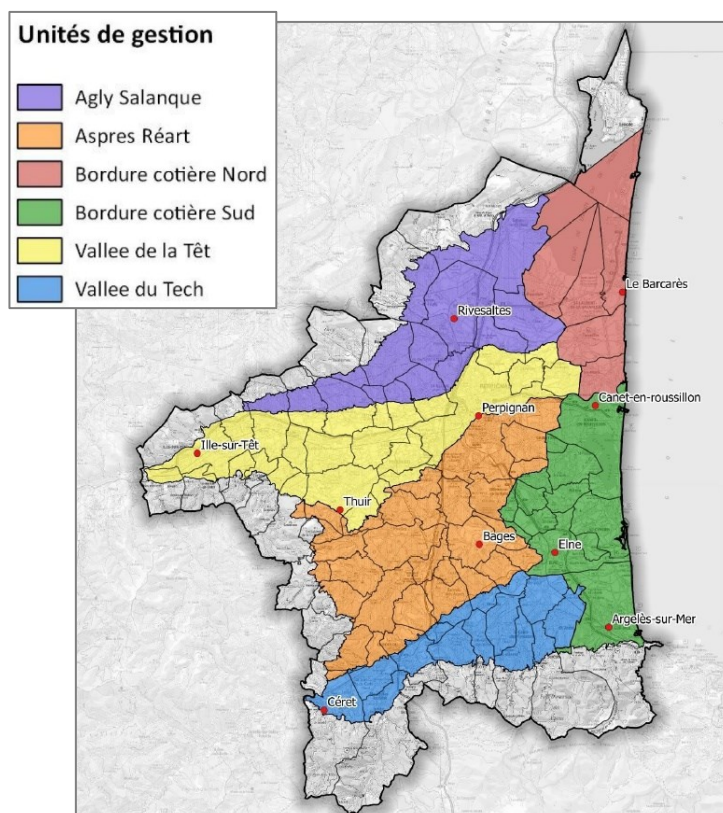 Unités de gestion
Agly Salanque
Aspres Réart
Bordure cotière Nord
Bordure cotière Sud
Vallee de la Têt
Vallee du Tech
Le Barcarès
Rivesaltes
Canet-en-roussillon
Perpignan
Ille-sur-Têt
Thuir
Bages
Elne
Argelès-sur-Mer
Céret